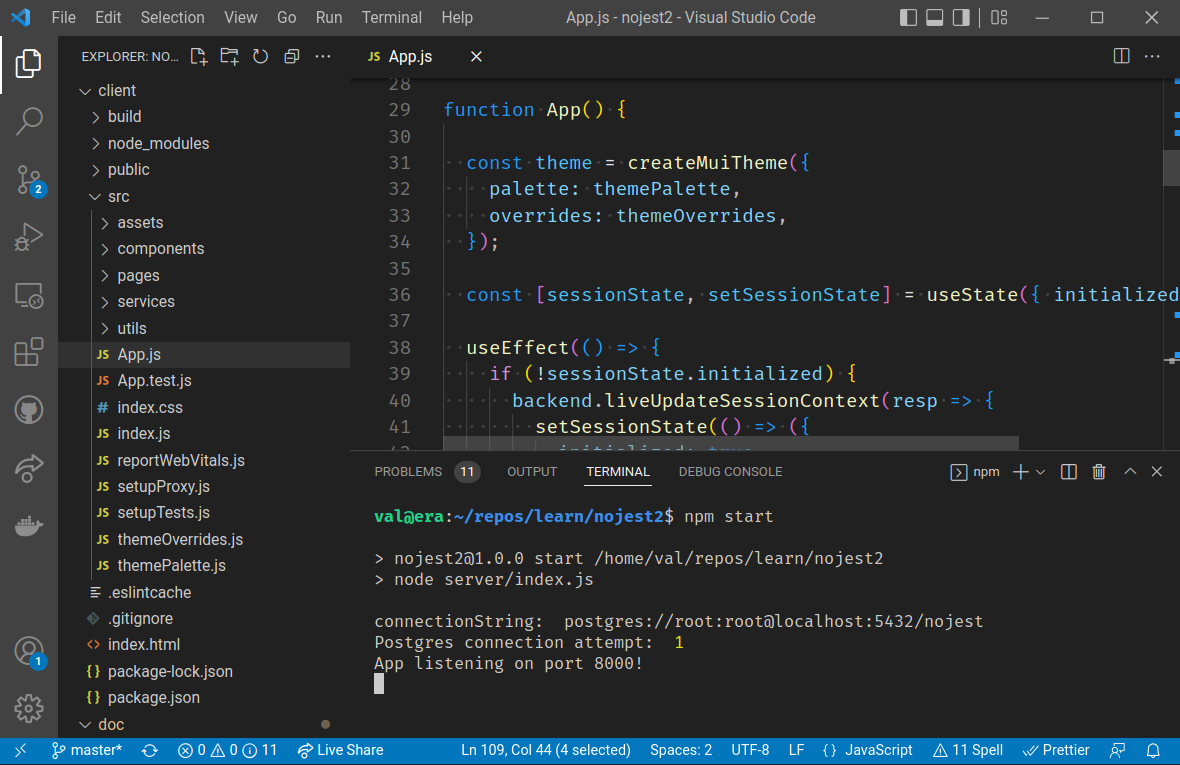 File Edit Selection View Go Run Terminal Help App.js - nojest2 - Visual Studio Code
EXPLORER: NO...
client
build
node_modules
public
src
assets
components
pages
services
utils
JS App.js
JS App.test.js
# index.css
JS index.js
JS reportWebVitals.js
JS setupProxy.js
JS setupTests.js
JS themeOverrides.js
JS themePalette.js
.eslintcache
.gitignore
<> index.html
{} package-lock.json
{} package.json
doc
2
1
JS App.js
28
29 function App() {
30
31 const theme = createMuiTheme({
32 palette: themePalette,
33 overrides: themeOverrides,
34 });
35
36 const [sessionState, setSessionState] = useState({ initialized
37
38 useEffect(() => {
39 if (!sessionState.initialized) {
40 backend.liveUpdateSessionContext(resp => {
41 setSessionState(() => ({
42 initialized: true
PROBLEMS 11 OUTPUT TERMINAL DEBUG CONSOLE npm
val@era:~/repos/learn/nojest2$ npm start
> nojest2@1.0.0 start /home/val/repos/learn/nojest2
> node server/index.js
connectionString: postgres://root:root@localhost:5432/nojest
Postgres connection attempt: 1
App listening on port 8000!
master* 0 0 11 Live Share Ln 109, Col 44 (4 selected) Spaces: 2 UTF-8 LF {} JavaScript 11 Spell Prettier